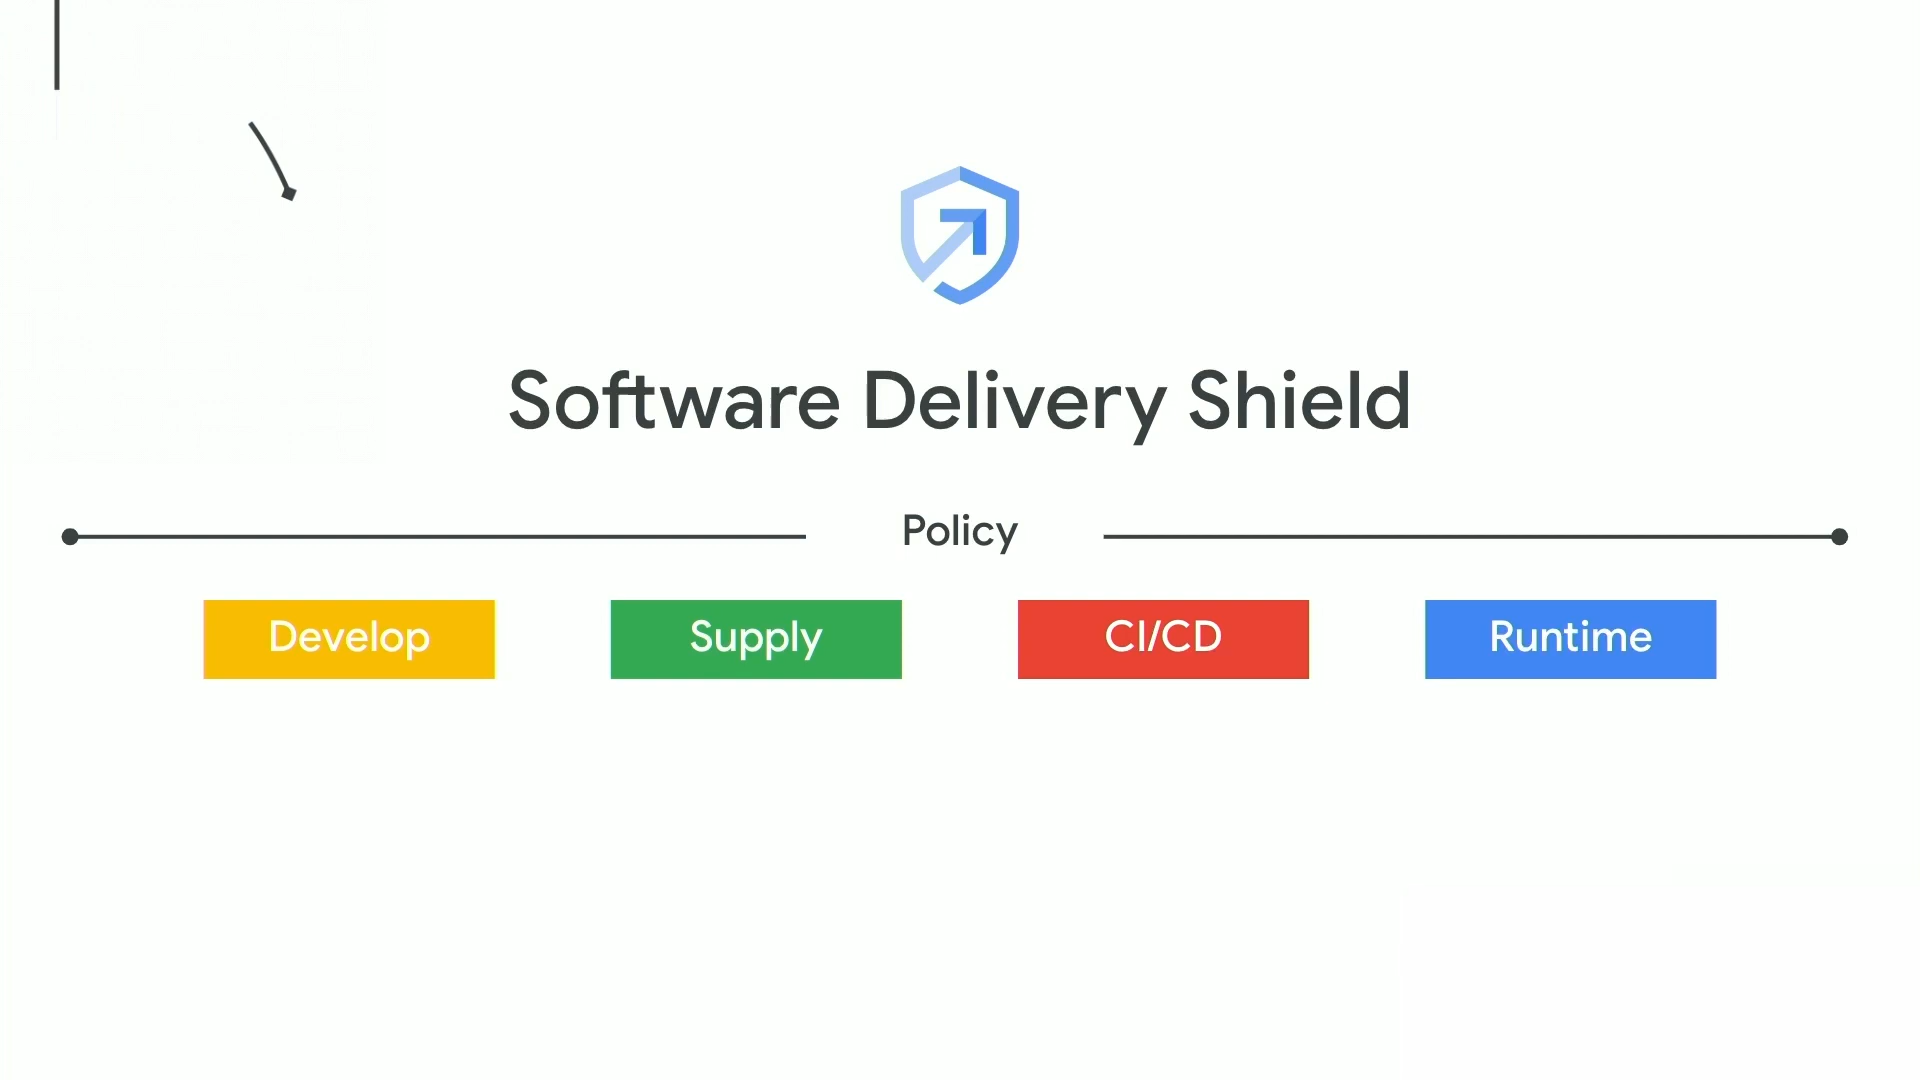 Software Delivery Shield
Policy
Develop
Supply
CI/CD
Runtime